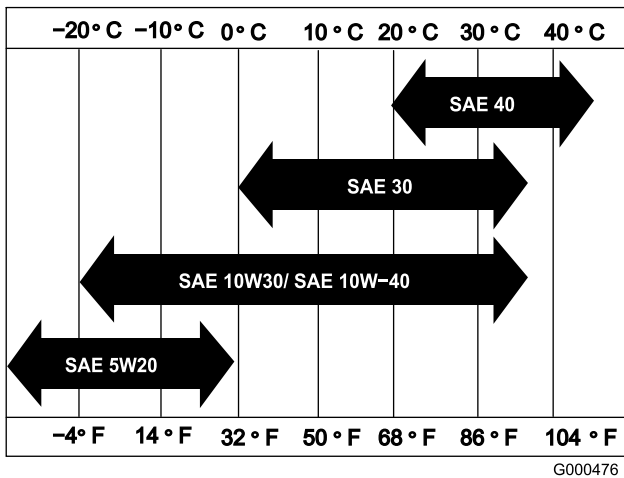 −20° C −10° C 0° C 10° C 20° C 30° C 40° C
SAE 40
SAE 30
SAE 10W30/ SAE 10W−40
SAE 5W20
−4° F 14° F 32° F 50° F 68° F 86° F 104 °F
G000476